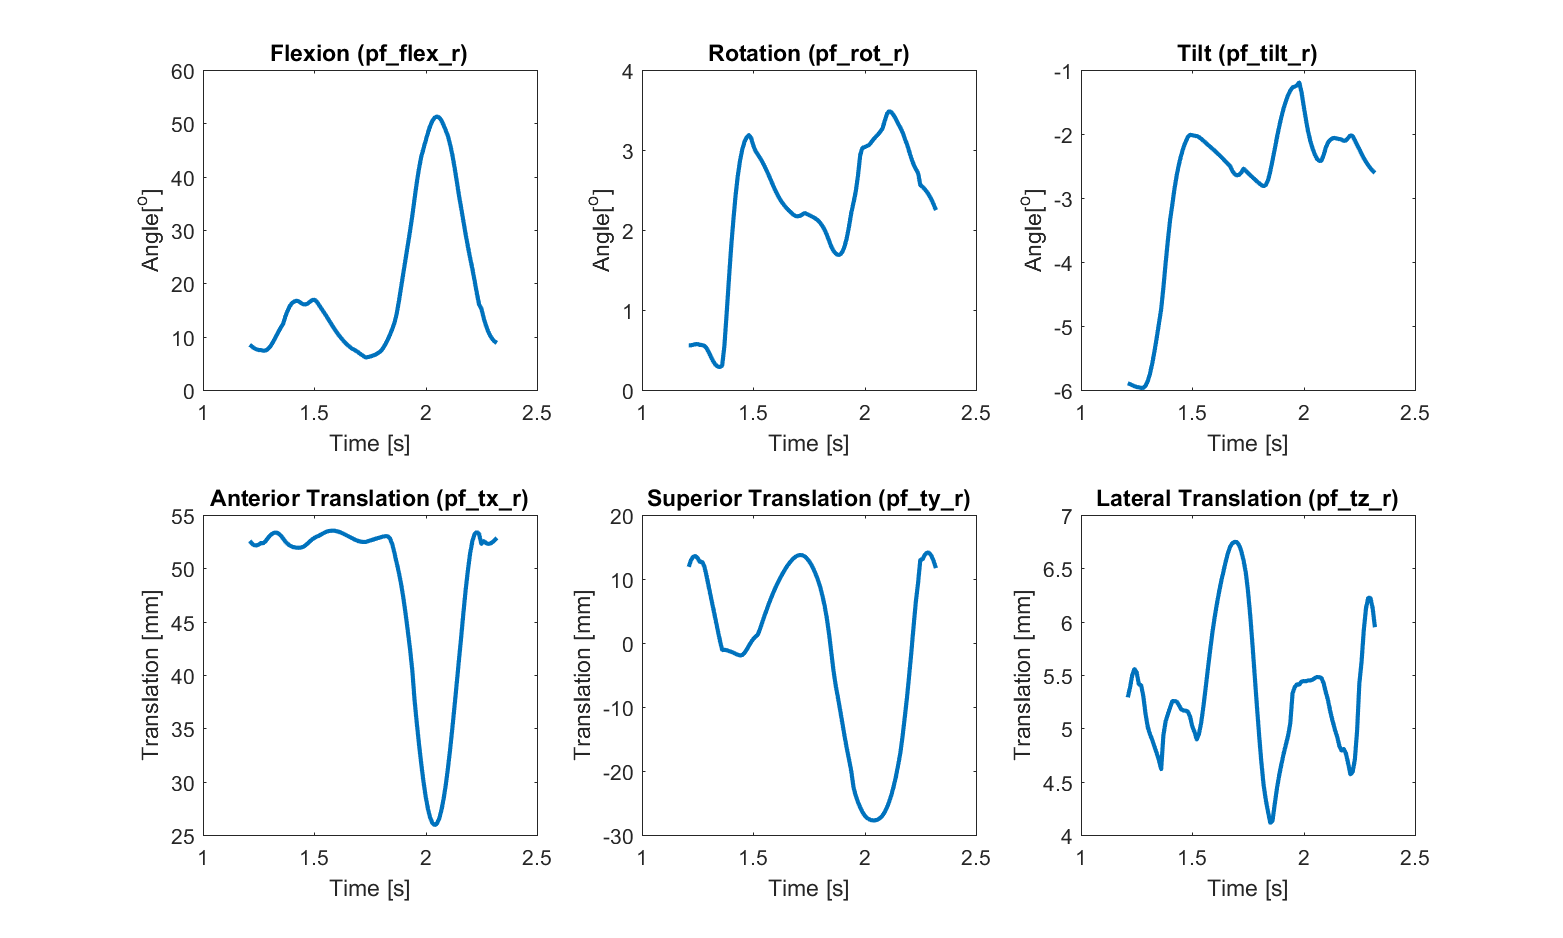 Flexion (pf_flex_r)
60
50
40
30
20
10
0
Angle[o]
1 1.5 2 2.5
Time [s]
Rotation (pf_rot_r)
4
3
2
1
0
Angle[o]
1 1.5 2 2.5
Time [s]
Tilt (pf_tilt_r)
-1
-2
-3
-4
-5
-6
Angle[o]
1 1.5 2 2.5
Time [s]
Anterior Translation (pf_tx_r)
55
50
45
40
35
30
25
Translation [mm]
1 1.5 2 2.5
Time [s]
Superior Translation (pf_ty_r)
20
10
0
-10
-20
-30
Translation [mm]
1 1.5 2 2.5
Time [s]
Lateral Translation (pf_tz_r)
7
6.5
6
5.5
5
4.5
4
Translation [mm]
1 1.5 2 2.5
Time [s]